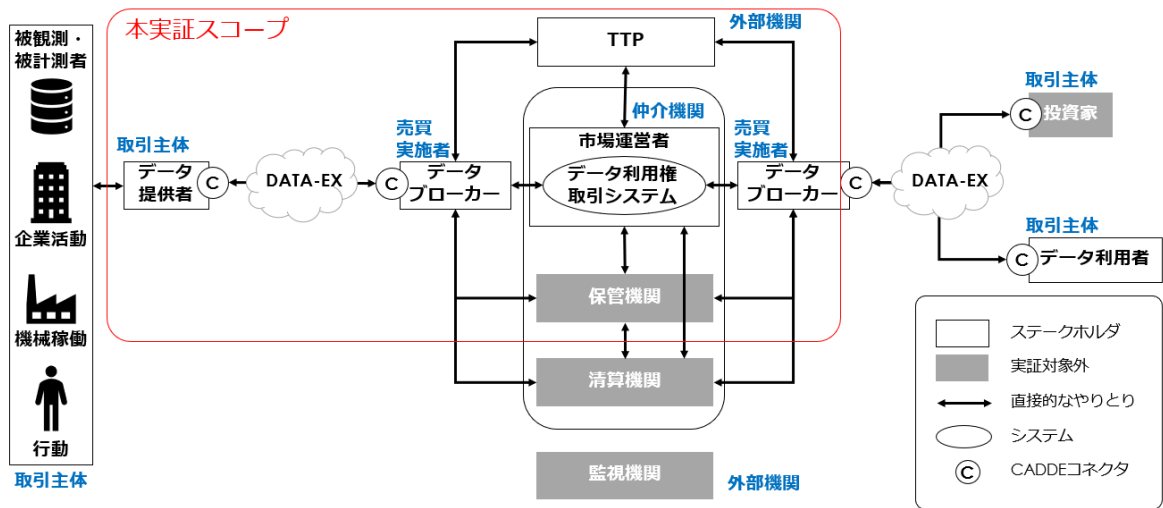 本実証スコープ
被観測・
被計測者
企業活動
機械稼働
行動
取引主体
取引主体
データ
提供者
C
DATA-EX
売買
実施者
C
データ
ブローカー
外部機関
TTP
仲介機関
市場運営者
データ利用権
取引システム
保管機関
清算機関
監視機関
外部機関
売買
実施者
データ
ブローカー
C
DATA-EX
取引主体
C
投資家
取引主体
C
データ利用者
ステークホルダ
実証対象外
直接的なやりとり
システム
C
CADDEコネクタ